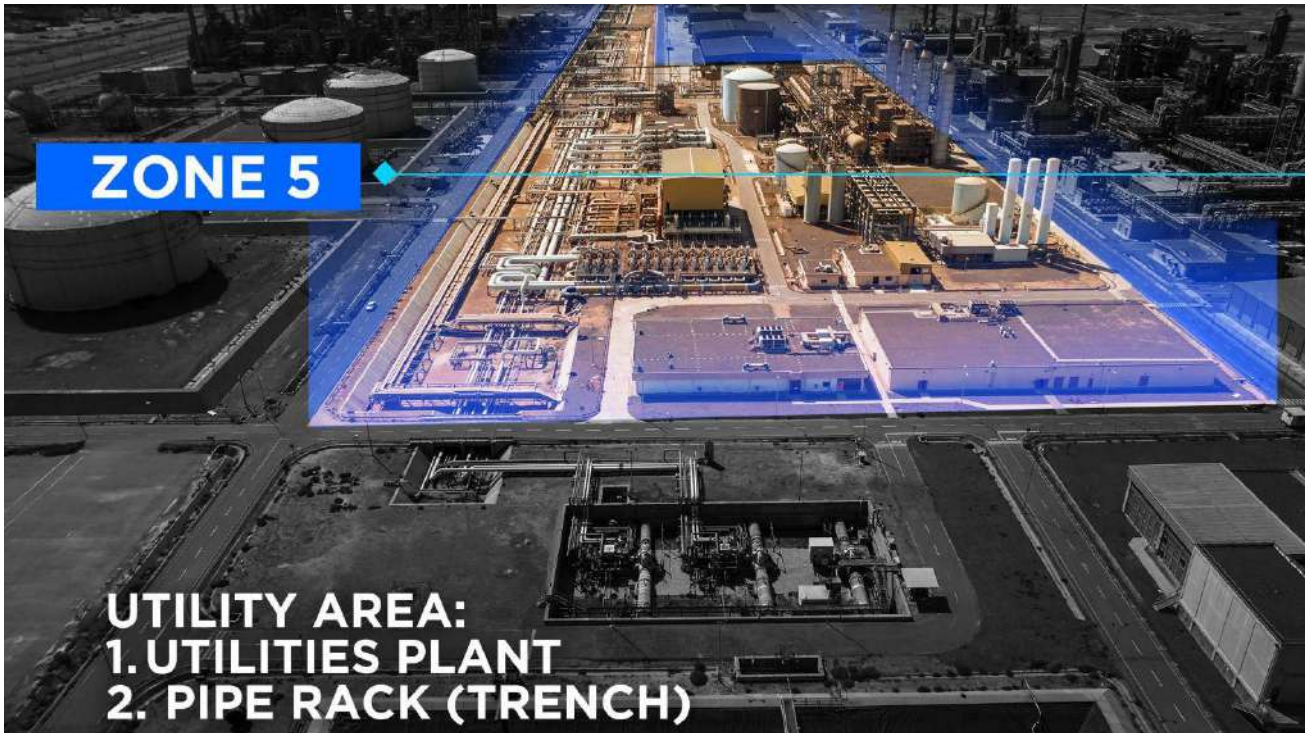 ZONE 5
UTILITY AREA:
1. UTILITIES PLANT
2. PIPE RACK (TRENCH)